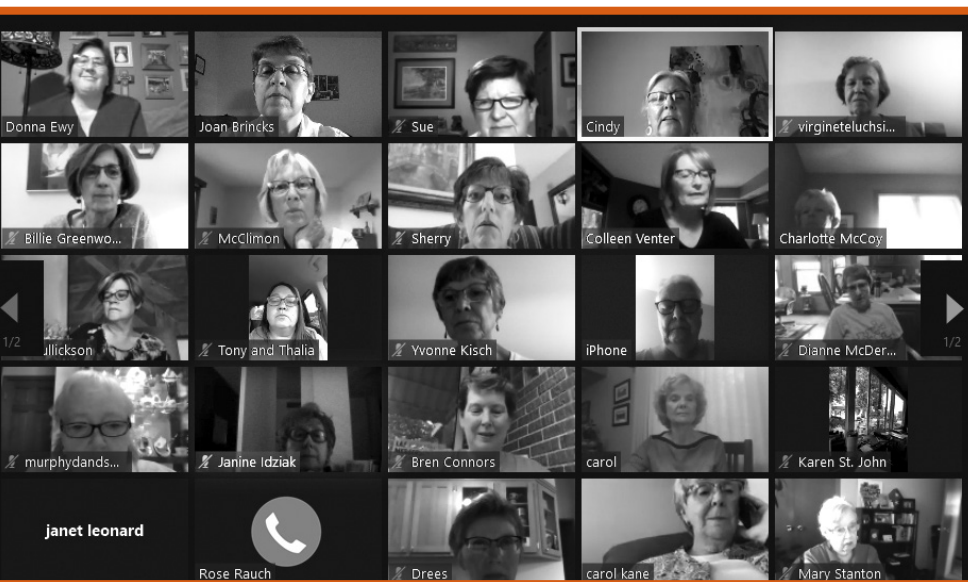 Donna Ewy
Joan Brincks
Sue
Cindy
virgineteluchsi...
Billie Greenwo...
McClimon
Sherry
Colleen Venter
Charlotte McCoy
1/2
ullickson
Tony and Thalia
Yvonne Kisch
iPhone
Dianne McDer...
1/2
murphydands...
Janine Idziak
Bren Connors
carol
Karen St. John
janet leonard
Rose Rauch
Drees
carol kane
Mary Stanton